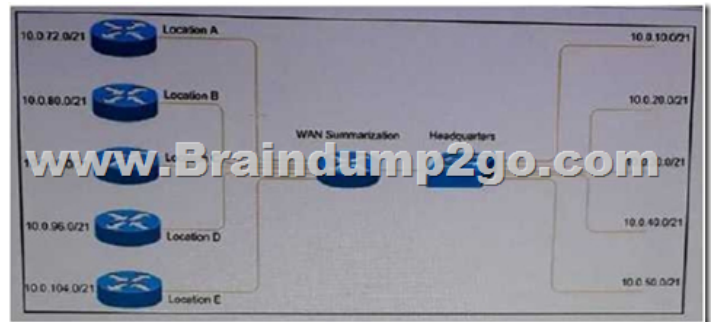 10.0.72.0/21
Location A
10.0.10.0/21
10.0.80.0/21
Location B
10.0.20.0/21
WAN Summarization
Headquarters
www.Braindump2go.com
0/21
10.0.96.0/21
Location D
10.0.40.0/21
10.0.104.0/21
Location E
10.0.50.0/21